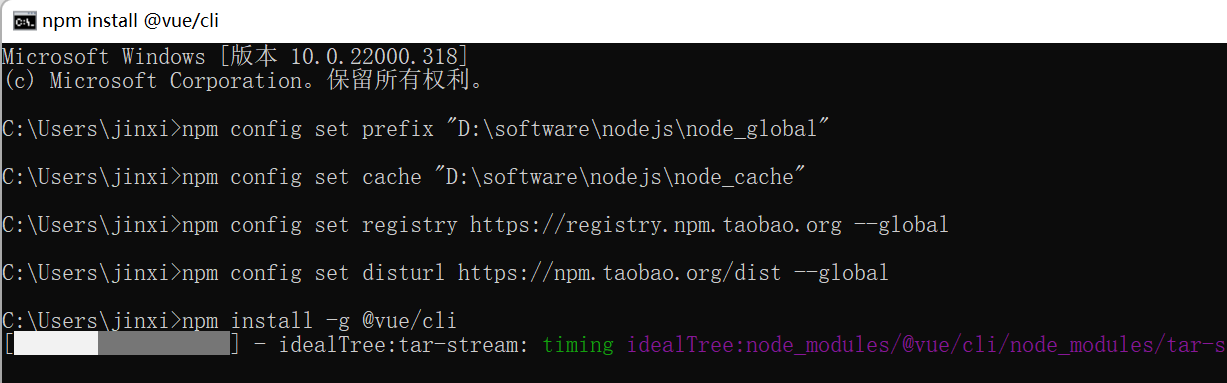 npm install @vue/cli
Microsoft Windows [版本 10.0.22000.318]
(c) Microsoft Corporation。保留所有权利。
C:\Users\jinxi>npm config set prefix "D:\software\nodejs\node_global"
C:\Users\jinxi>npm config set cache "D:\software\nodejs\node_cache"
C:\Users\jinxi>npm config set registry https://registry.npm.taobao.org --global
C:\Users\jinxi>npm config set disturl https://npm.taobao.org/dist --global
C:\Users\jinxi>npm install -g @vue/cli
[ ] - idealTree:tar-stream: timing idealTree:node_modules/@vue/cli/node_modules/tar-s